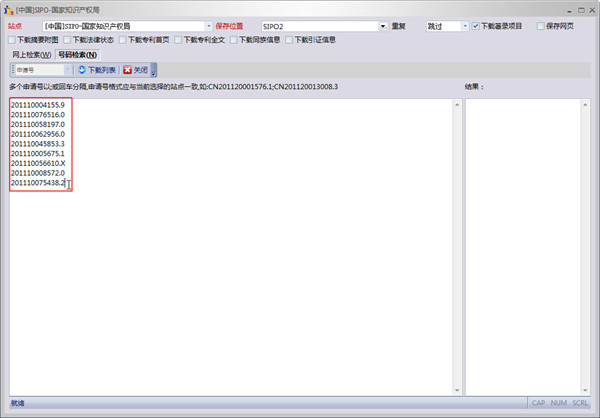 [中国]SIPO-国家知识产权局
站点 [中国]SIPO-国家知识产权局 保存位置 SIPO2 重复 跳过 下载著录项目 保存网页
下载摘要附图 下载法律状态 下载专利首页 下载专利全文 下载同族信息 下载引证信息
网上检索(W) 号码检索(N)
申请号 下载列表 关闭
多个申请号以;或回车分隔,申请号格式应与当前选择的站点一致,如:CN201120001576.1;CN201120013008.3 结果:
201110004155.9
201110076516.0
201110058197.0
201110062956.0
201110045853.3
201110005675.1
201110056610.X
201110008572.0
201110075438.2
就绪 CAP NUM SCRL